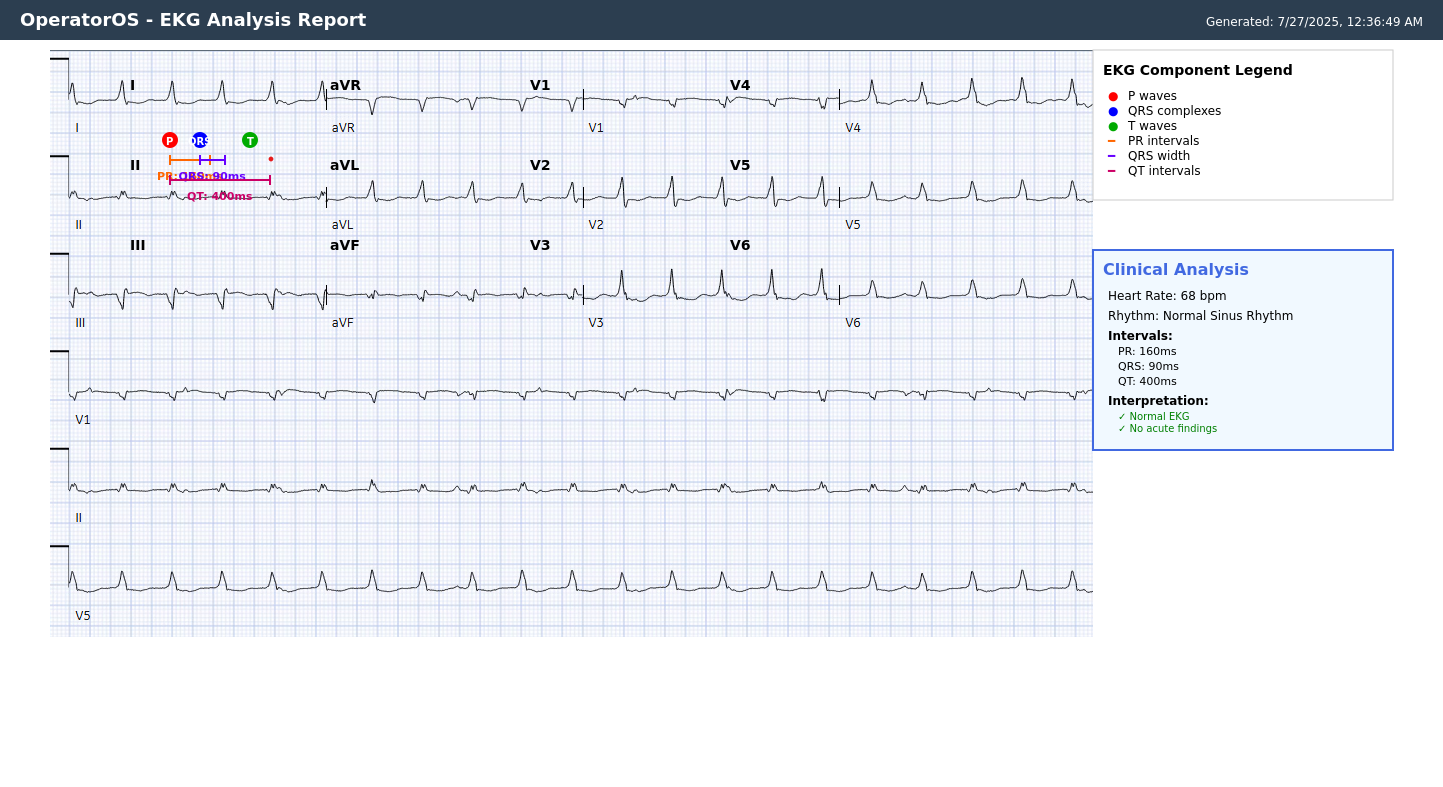 OperatorOS - EKG Analysis Report
Generated: 7/27/2025, 12:36:49 AM
I aVR V1 V4
I aVR V1 V4
P QRS T
II aVL V2 V5
QRS: 90ms
QT: 400ms
II aVL V2 V5
III aVF V3 V6
III aVF V3 V6
V1
II
V5
EKG Component Legend
P waves
QRS complexes
T waves
PR intervals
QRS width
QT intervals
Clinical Analysis
Heart Rate: 68 bpm
Rhythm: Normal Sinus Rhythm
Intervals:
PR: 160ms
QRS: 90ms
QT: 400ms
Interpretation:
✓ Normal EKG
✓ No acute findings